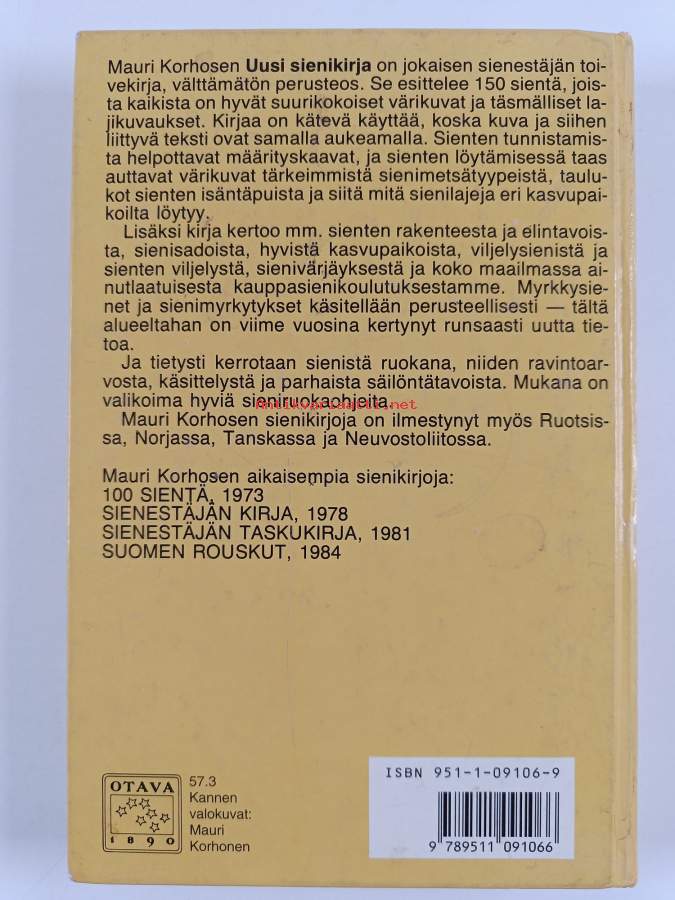 Mauri Korhosen Uusi sienikirja on jokaisen sienestäjän toi-
vekirja, välttämätön perusteos. Se esittelee 150 sientä, jois-
ta kaikista on hyvät suurikokoiset värikuvat ja täsmälliset la-
jikuvaukset. Kirjaa on kätevä käyttää, koska kuva ja siihen
liittyvä teksti ovat samalla aukeamalla. Sienten tunnistamis-
ta helpottavat määrityskaavat, ja sienten löytämisessä taas
auttavat värikuvat tärkeimmistä sienimetsätyypeistä, taulu-
kot sienten isäntäpuista ja siitä mitä sienilajeja eri kasvupai-
koilta löytyy.
Lisäksi kirja kertoo mm. sienten rakenteesta ja elintavois-
ta, sienisadoista, hyvistä kasvupaikoista, viljelysienistä ja
sienten viljelystä, sienivärjäyksestä ja koko maailmassa ai-
nutlaatuisesta kauppasienikoulutuksestamme. Myrkkysie-
net ja sienimyrkytykset käsitellään perusteellisesti — tältä
alueeltahan on viime vuosina kertynyt runsaasti uutta tie-
toa.
Ja tietysti kerrotaan sienistä ruokana, niiden ravintoar-
vosta, käsittelystä ja parhaista säilöntätavoista. Mukana on
valikoima hyviä sieniruokaohjeita.
Antikvariaatti.net
Mauri Korhosen sienikirjoja on ilmestynyt myös Ruotsis-
sa, Norjassa, Tanskassa ja Neuvostoliitossa.
Mauri Korhosen aikaisempia sienikirjoja:
100 SIENTÄ, 1973
SIENESTÄJÄN KIRJA, 1978
SIENESTÄJÄN TASKUKIRJA, 1981
SUOMEN ROUSKUT, 1984
OTAVA
1890
57.3
Kannen
valokuvat:
Mauri
Korhonen
ISBN 951-1-09106-9
9 789511 091066